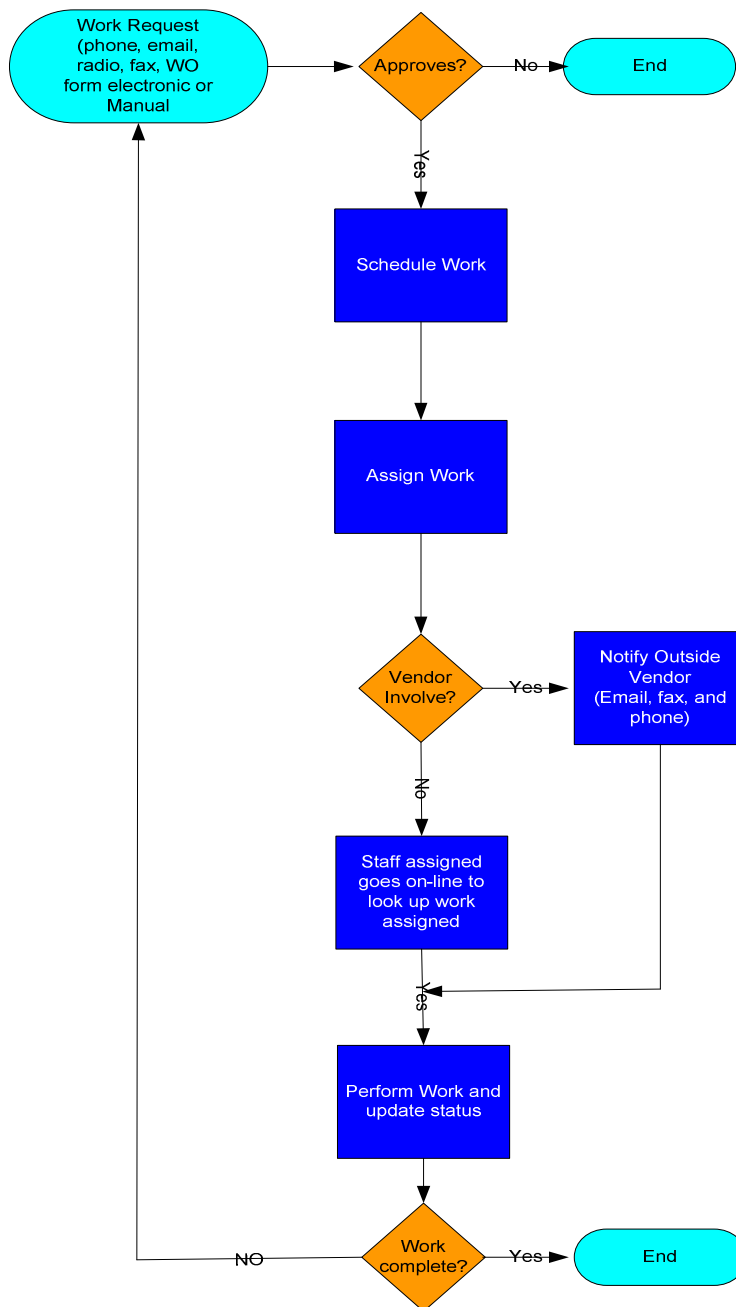 Work Request
(phone, email,
radio, fax, WO
form electronic or
Manual
Approves?
No
End
Yes
Schedule Work
Assign Work
Vendor
Involve?
Yes
Notify Outside
Vendor
(Email, fax, and
phone)
No
Staff assigned
goes on-line to
look up work
assigned
Yes
Perform Work and
update status
Work
complete?
NO
Yes
End